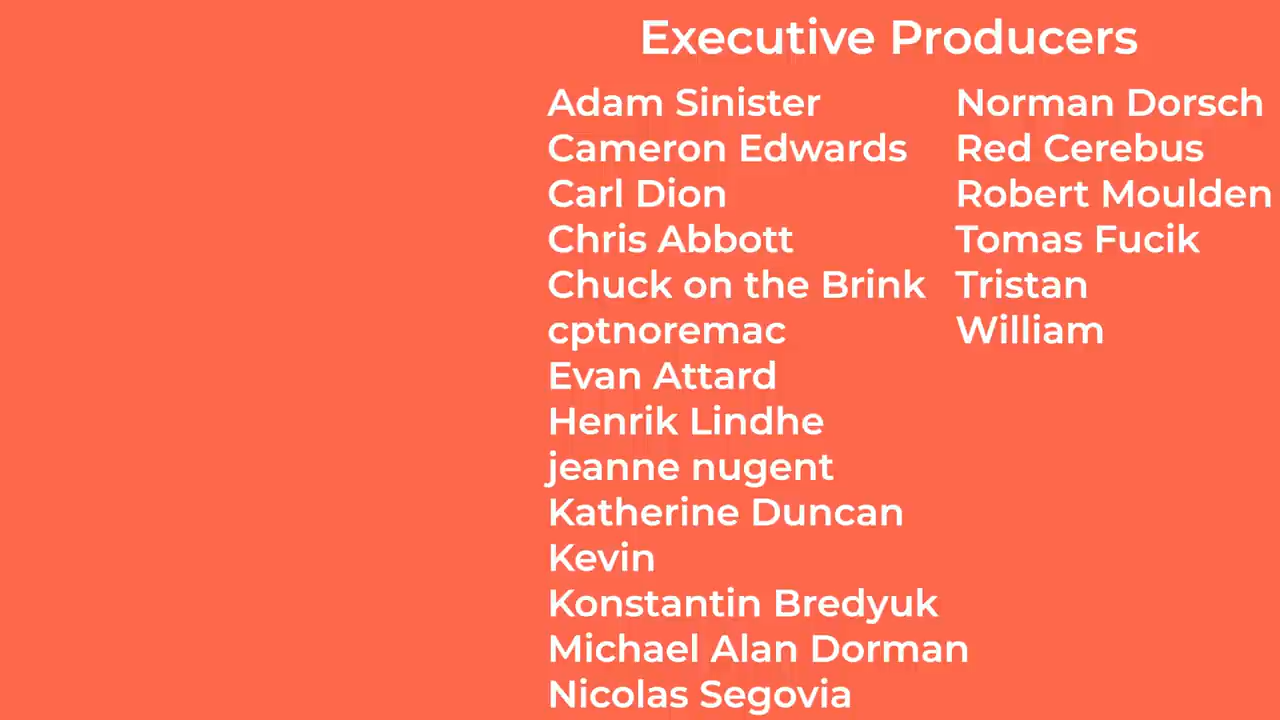 Executive Producers
Adam Sinister
Cameron Edwards
Carl Dion
Chris Abbott
Chuck on the Brink
cptnoremac
Evan Attard
Henrik Lindhe
jeanne nugent
Katherine Duncan
Kevin
Konstantin Bredyuk
Michael Alan Dorman
Nicolas Segovia
Norman Dorsch
Red Cerebus
Robert Moulden
Tomas Fucik
Tristan
William